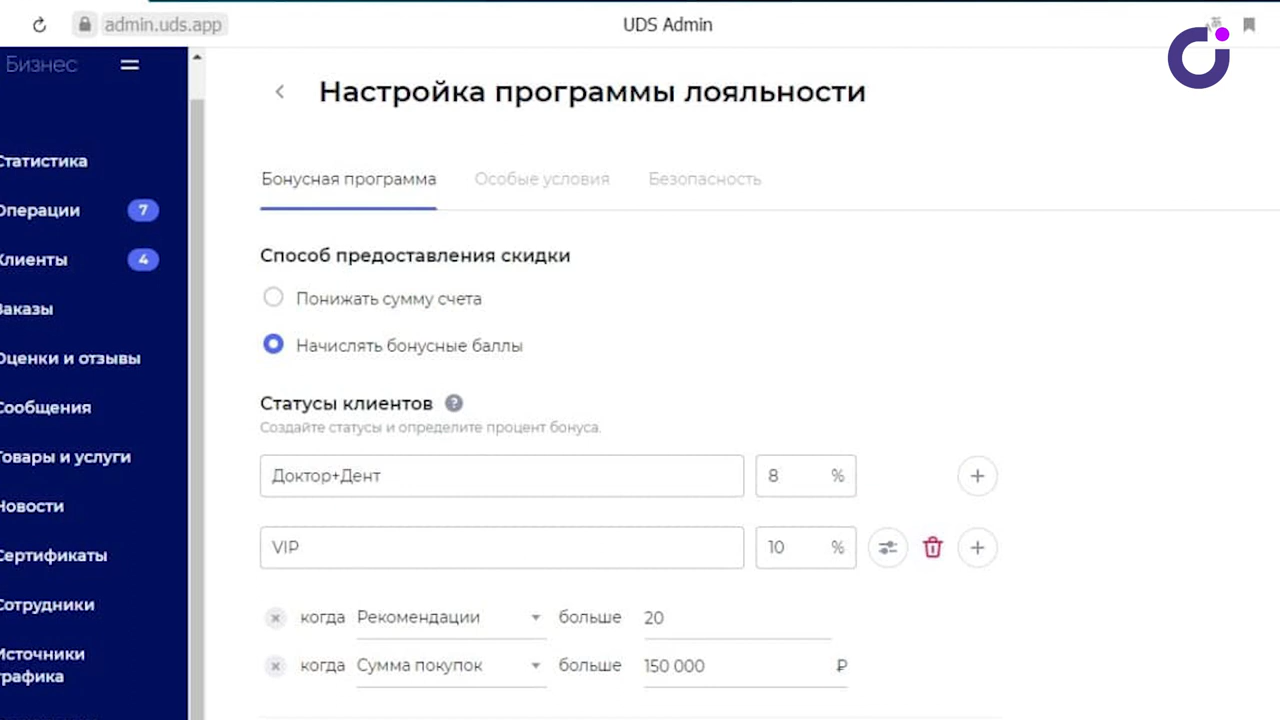 admin.uds.app
UDS Admin
Бизнес
Настройка программы лояльности
Статистика
Операции 7
Клиенты 4
Заказы
Оценки и отзывы
Сообщения
Товары и услуги
Новости
Сертификаты
Сотрудники
Источники
трафика
Бонусная программа Особые условия Безопасность
Способ предоставления скидки
Понижать сумму счета
Начислять бонусные баллы
Статусы клиентов ?
Создайте статусы и определите процент бонуса.
Доктор+Дент 8 %
VIP 10 %
когда Рекомендации больше 20
когда Сумма покупок больше 150 000 ₽